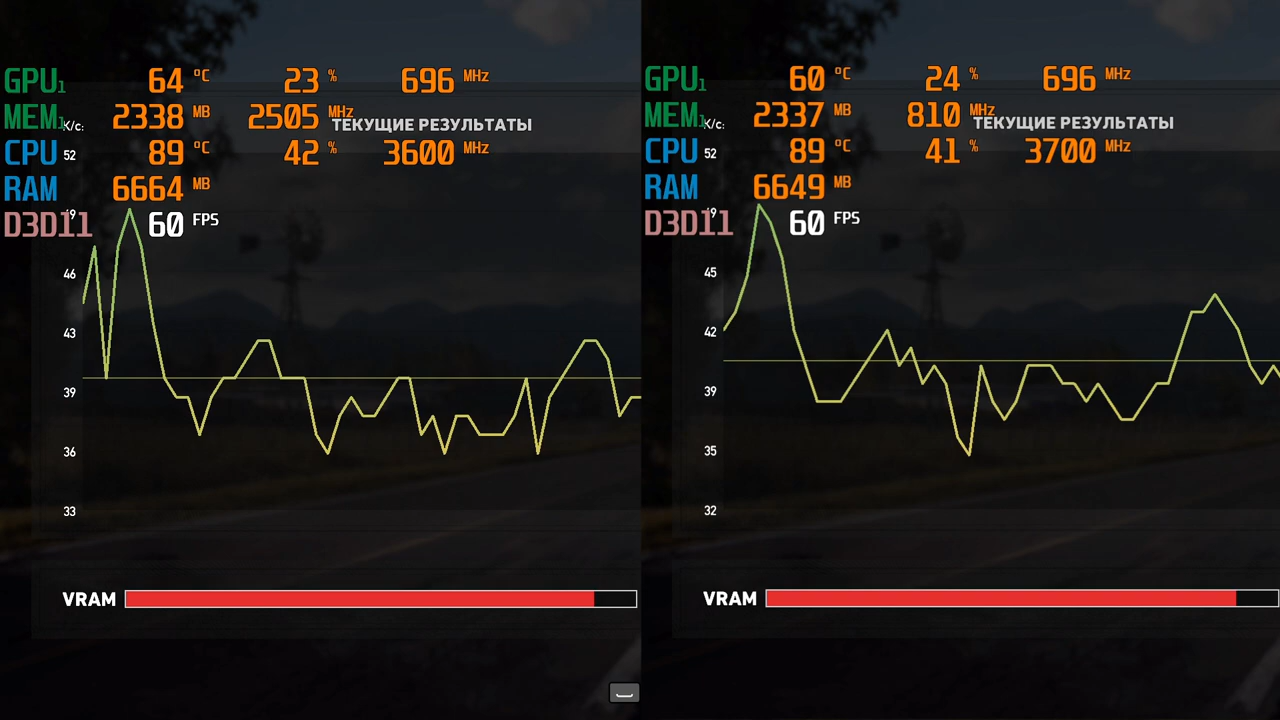 GPU1 64 °C 23 % 696 MHz
MEM1 2338 MB 2505 MHz
К/с:
ТЕКУЩИЕ РЕЗУЛЬТАТЫ
CPU 89 °C 42 % 3600 MHz
52
RAM 6664 MB
D3D11 60 FPS
46
43
39
36
33
VRAM
GPU1 60 °C 24 % 696 MHz
MEM1 2337 MB 810 MHz
К/с:
ТЕКУЩИЕ РЕЗУЛЬТАТЫ
CPU 89 °C 41 % 3700 MHz
52
RAM 6649 MB
D3D11 60 FPS
45
42
39
35
32
VRAM